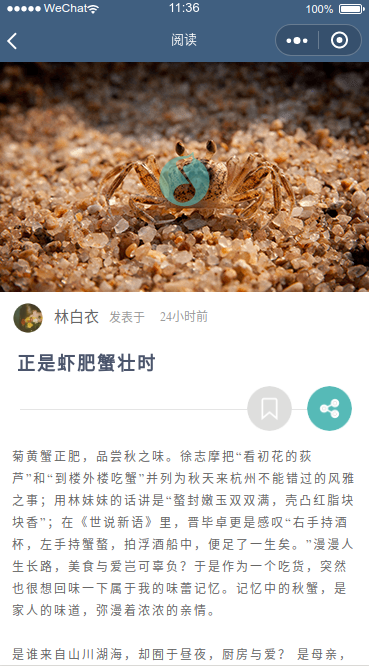 WeChat 11:36 100%
阅读
林白衣 发表于 24小时前
正是虾肥蟹壮时
菊黄蟹正肥，品尝秋之味。徐志摩把“看初花的荻
芦”和“到楼外楼吃蟹”并列为秋天来杭州不能错过的风雅
之事；用林妹妹的话讲是“螯封嫩玉双双满，壳凸红脂块
块香”；在《世说新语》里，晋毕卓更是感叹“右手持酒
杯，左手持蟹螯，拍浮酒船中，便足了一生矣。”漫漫人
生长路，美食与爱岂可辜负？于是作为一个吃货，突然
也很想回味一下属于我的味蕾记忆。记忆中的秋蟹，是
家人的味道，弥漫着浓浓的亲情。
是谁来自山川湖海，却囿于昼夜，厨房与爱？ 是母亲，